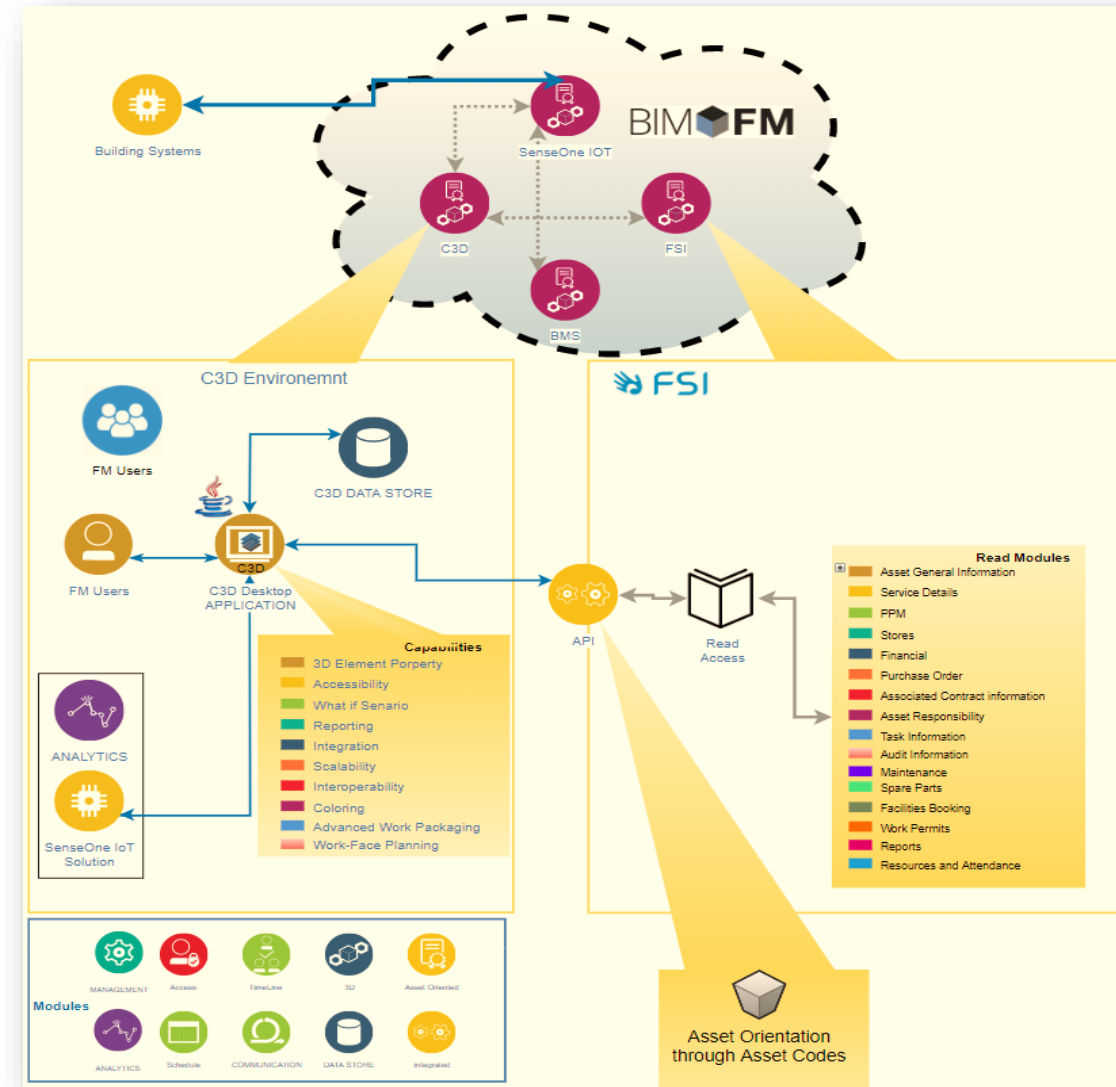 BIM FM
Building Systems
SenseOne IOT
C3D
FSI
BMS
C3D Environemnt
FM Users
C3D DATA STORE
FM Users
C3D
C3D Desktop
APPLICATION
Capabilities
3D Element Porperty
Accessibility
What if Senario
Reporting
Integration
Scalability
Interoperability
Coloring
Advanced Work Packaging
Work-Face Planning
ANALYTICS
SenseOne IoT
Solution
FSI
API
Read
Access
Read Modules
Asset General Information
Service Details
PPM
Stores
Financial
Purchase Order
Associated Contract information
Asset Responsibility
Task Information
Audit Information
Maintenance
Spare Parts
Facilities Booking
Work Permits
Reports
Resources and Attendance
Modules
MANAGEMENT
Access
TimeLine
3D
Asset Oriented
ANALYTICS
Schedule
COMMUNICATION
DATA STORE
Integrated
Asset Orientation
through Asset Codes